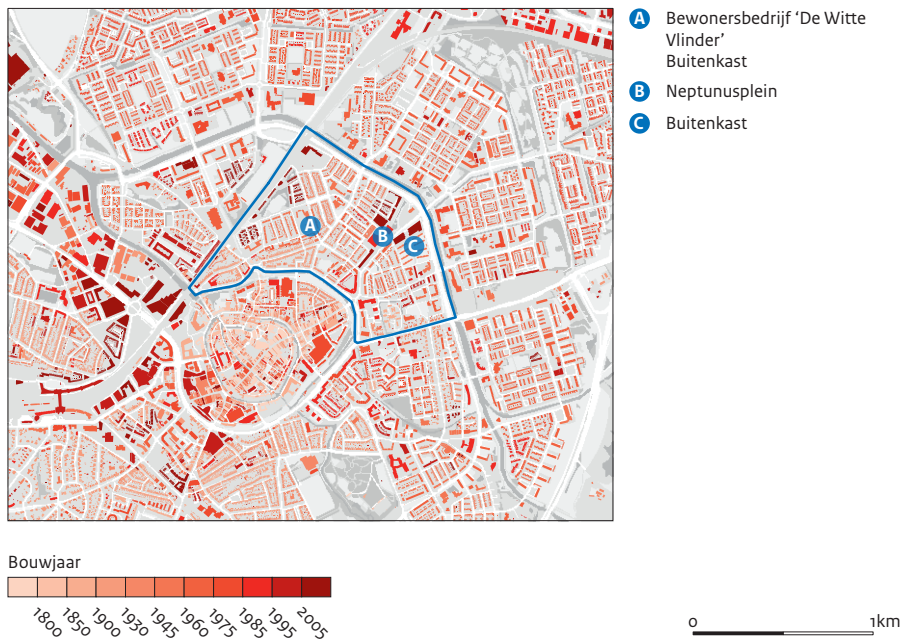 A Bewonersbedrijf ‘De Witte
Vlinder’
Buitenkast
B Neptunusplein
C Buitenkast
A
B
C
Bouwjaar
1800 1850 1900 1930 1945 1960 1975 1985 1995 2005
0 1km